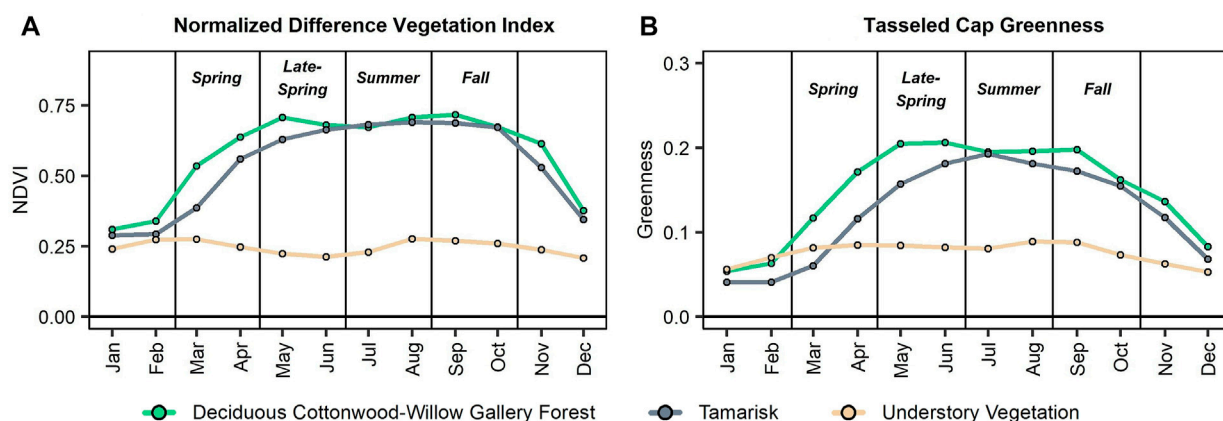 A
Normalized Difference Vegetation Index
Spring
Late-
Spring
Summer
Fall
NDVI
0.75
0.50
0.25
0.00
Jan
Feb
Mar
Apr
May
Jun
Jul
Aug
Sep
Oct
Nov
Dec
B
Tasseled Cap Greenness
Spring
Late-
Spring
Summer
Fall
Greenness
0.3
0.2
0.1
0.0
Jan
Feb
Mar
Apr
May
Jun
Jul
Aug
Sep
Oct
Nov
Dec
Deciduous Cottonwood-Willow Gallery Forest
Tamarisk
Understory Vegetation